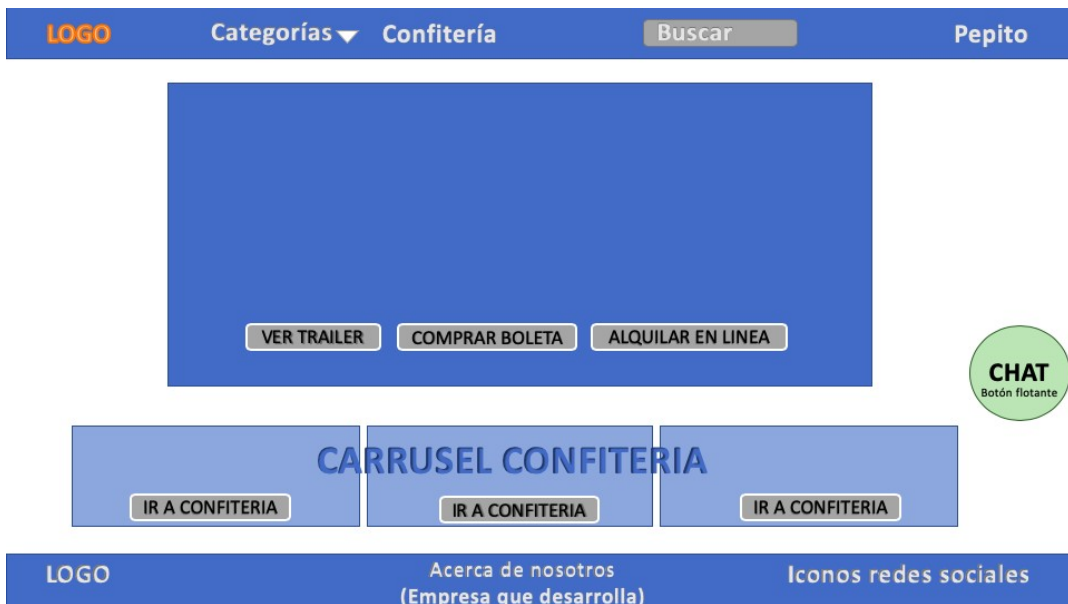 LOGO
Categorías
Confitería
Buscar
Pepito
VER TRAILER
COMPRAR BOLETA
ALQUILAR EN LINEA
CHAT
Botón flotante
CARRUSEL CONFITERIA
IR A CONFITERIA
IR A CONFITERIA
IR A CONFITERIA
LOGO
Acerca de nosotros
(Empresa que desarrolla)
Iconos redes sociales